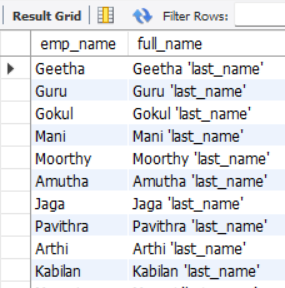 Result Grid Filter Rows:
emp_name full_name
Geetha Geetha 'last_name'
Guru Guru 'last_name'
Gokul Gokul 'last_name'
Mani Mani 'last_name'
Moorthy Moorthy 'last_name'
Amutha Amutha 'last_name'
Jaga Jaga 'last_name'
Pavithra Pavithra 'last_name'
Arthi Arthi 'last_name'
Kabilan Kabilan 'last_name'